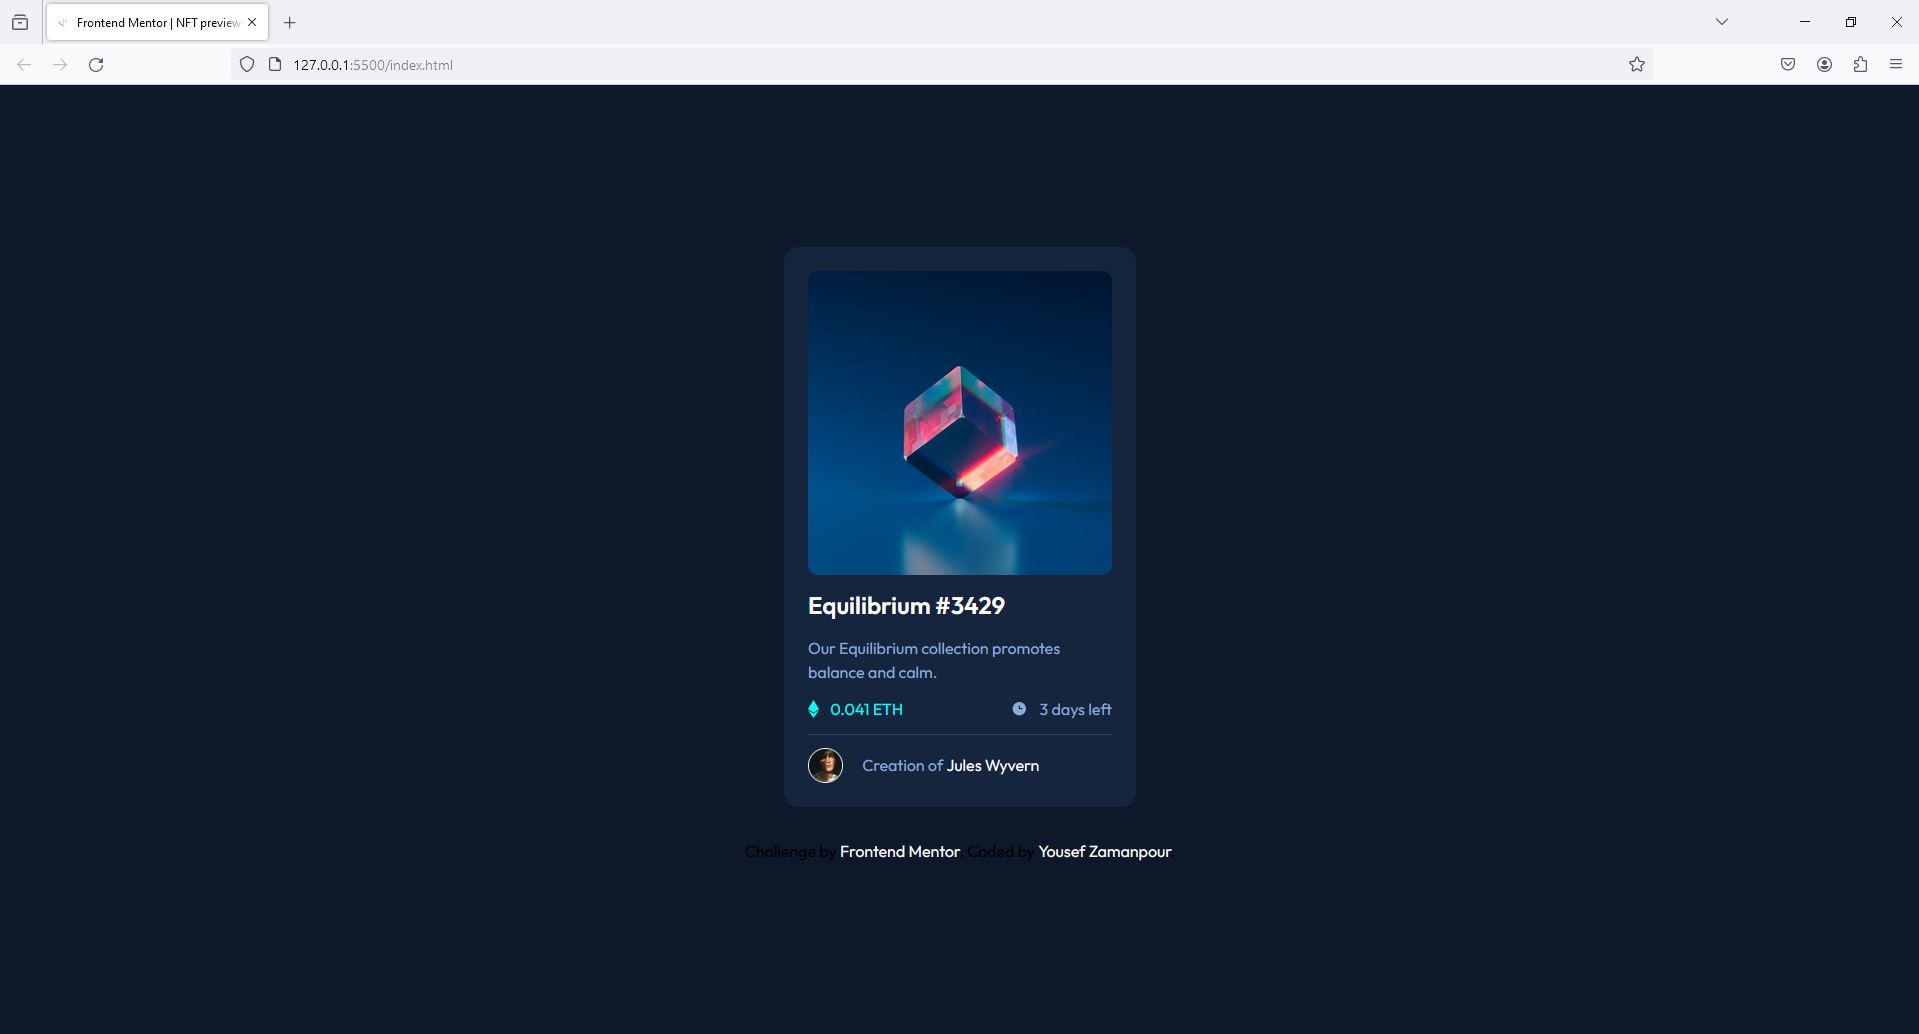 Frontend Mentor | NFT preview
127.0.0.1:5500/index.html
Equilibrium #3429
Our Equilibrium collection promotes
balance and calm.
0.041 ETH
3 days left
Creation of Jules Wyvern
Challenge by Frontend Mentor. Coded by Yousef Zamanpour.